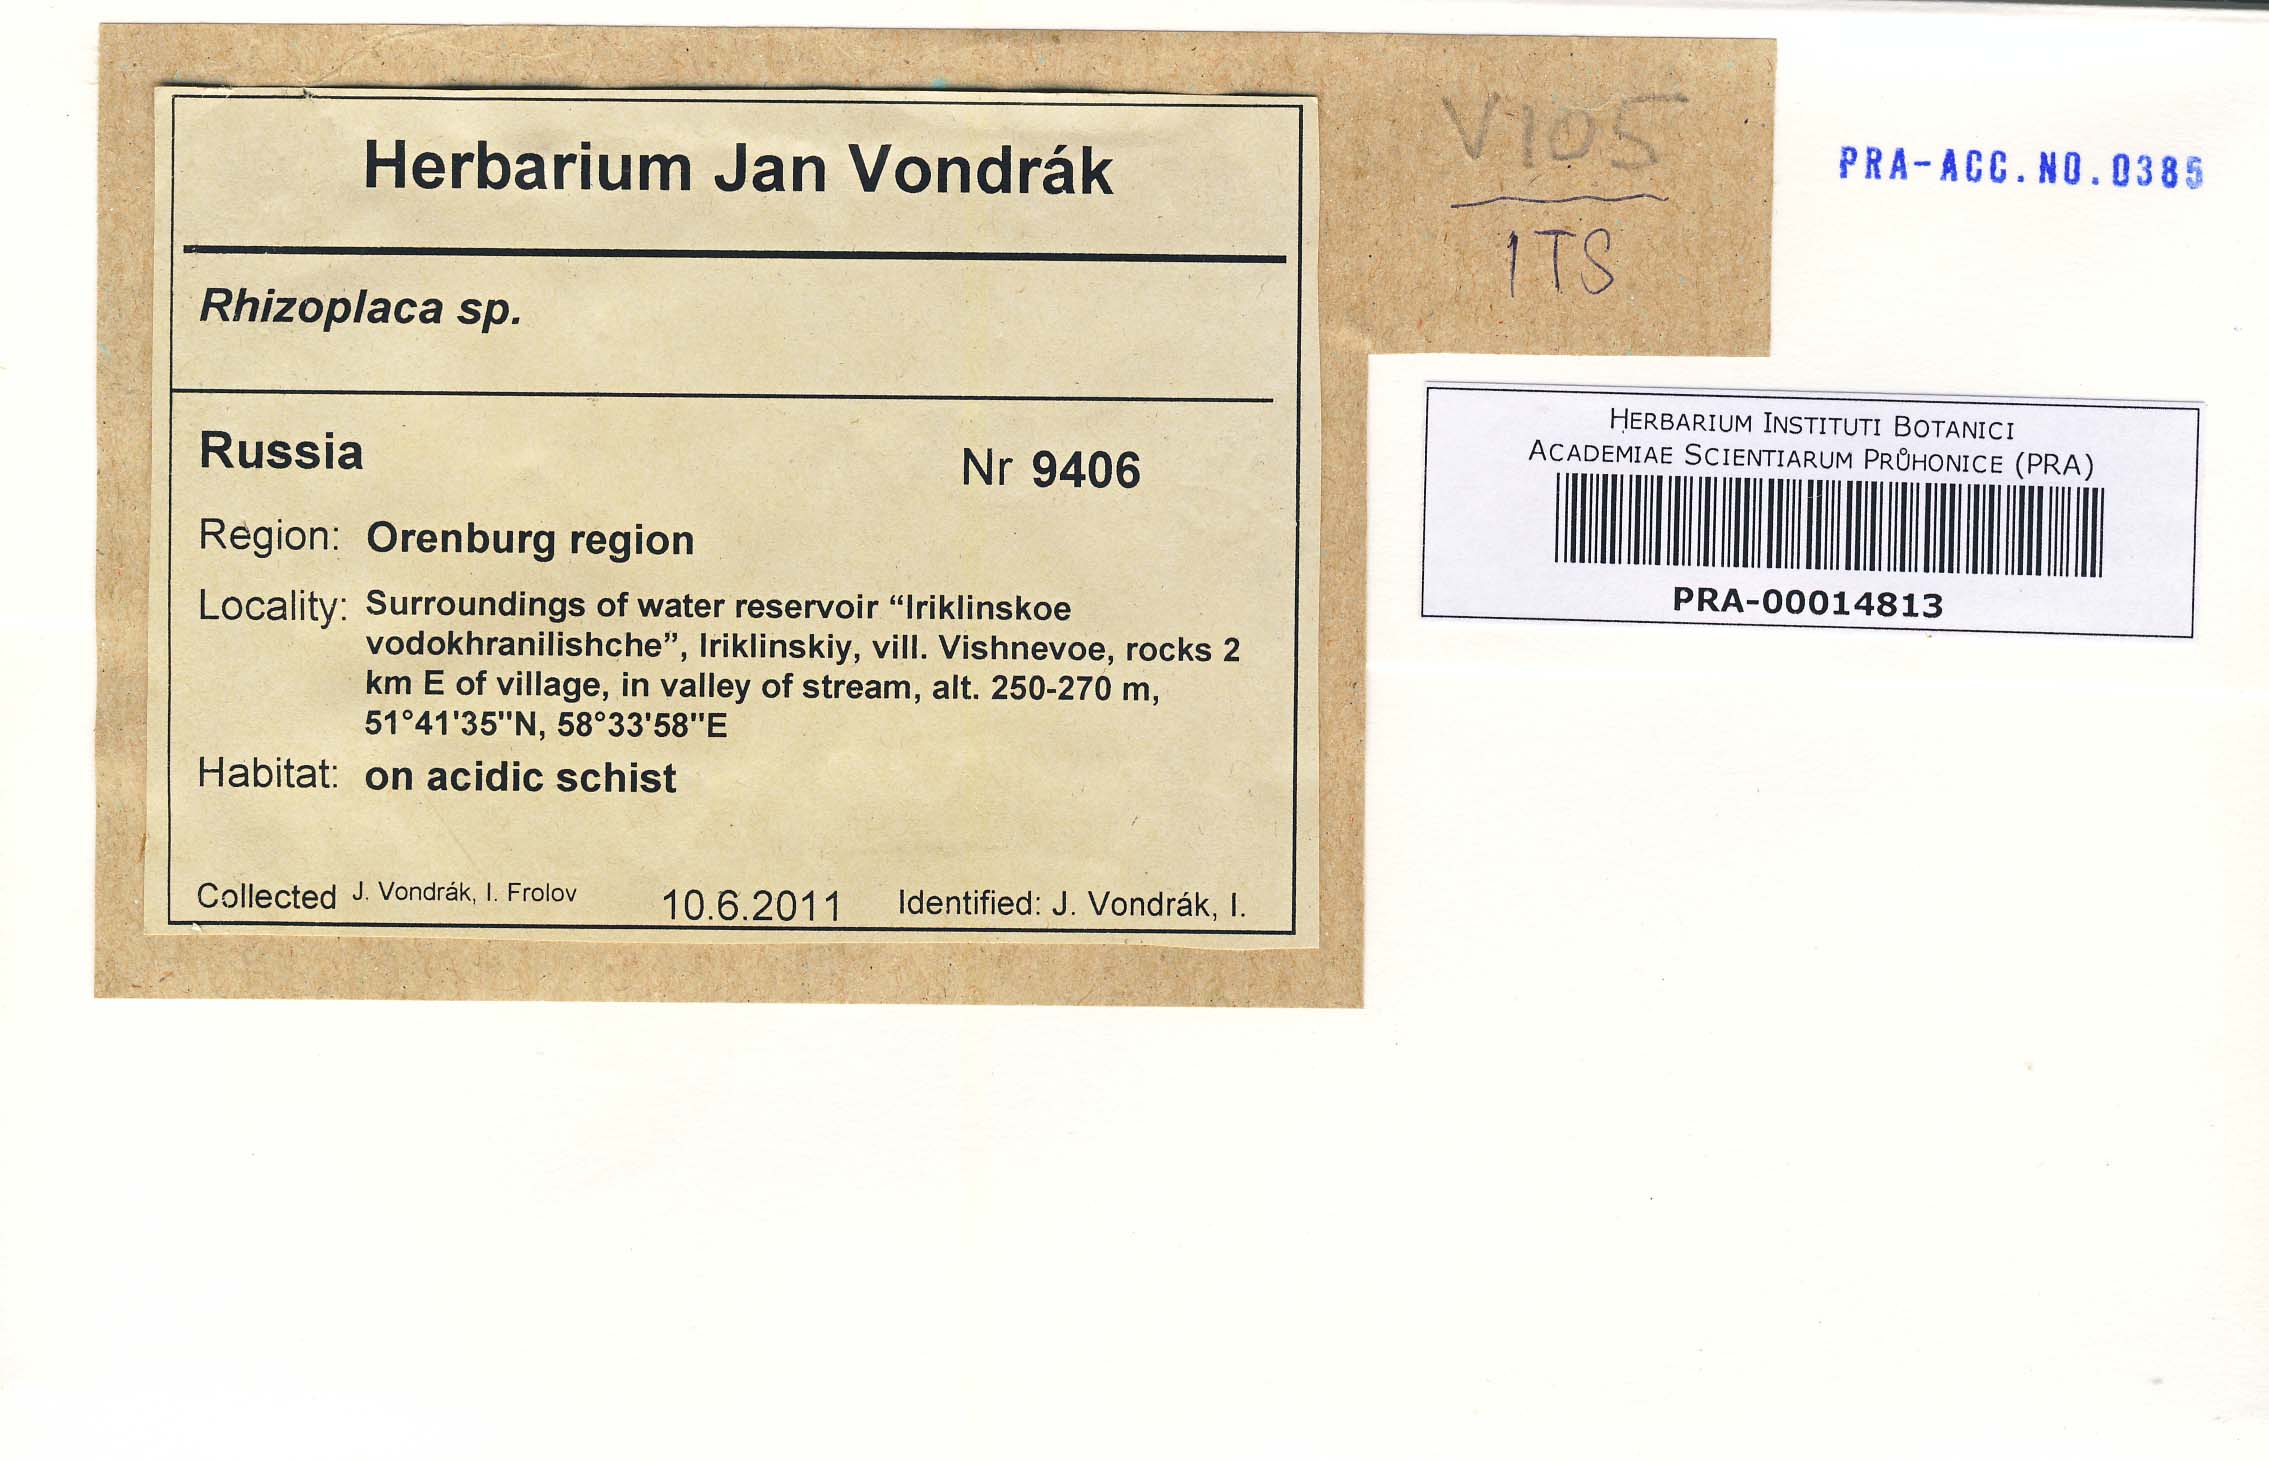 Herbarium Jan Vondrák
Rhizoplaca sp.
Russia
Nr 9406
Region: Orenburg region
Locality: Surroundings of water reservoir “Iriklinskoe
vodokhranilishche”, Iriklinskiy, vill. Vishnevoe, rocks 2
km E of village, in valley of stream, alt. 250-270 m,
51°41'35"N, 58°33'58"E
Habitat: on acidic schist
Collected J. Vondrák, I. Frolov 10.6.2011 Identified: J. Vondrák, I.
V105
ITS
PRA-ACC.NO.0385
HERBARIUM INSTITUTI BOTANICI
ACADEMIAE SCIENTIARUM PRŮHONICE (PRA)
PRA-00014813